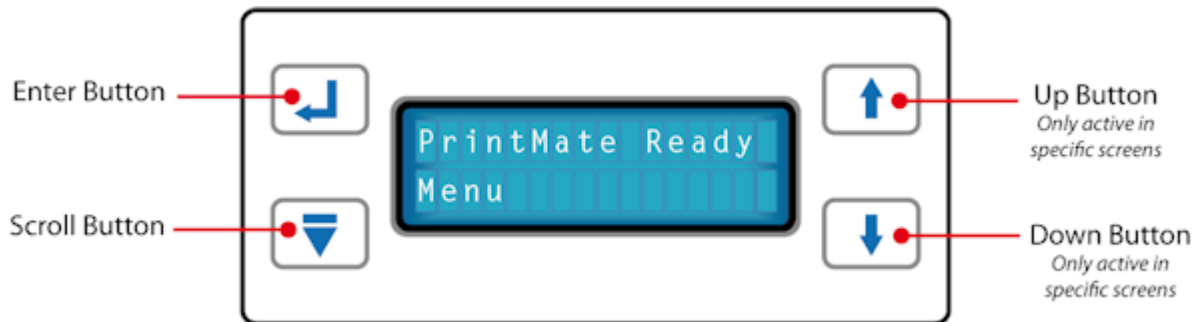 Enter Button
Scroll Button
PrintMate Ready
Menu
Up Button
Only active in
specific screens
Down Button
Only active in
specific screens